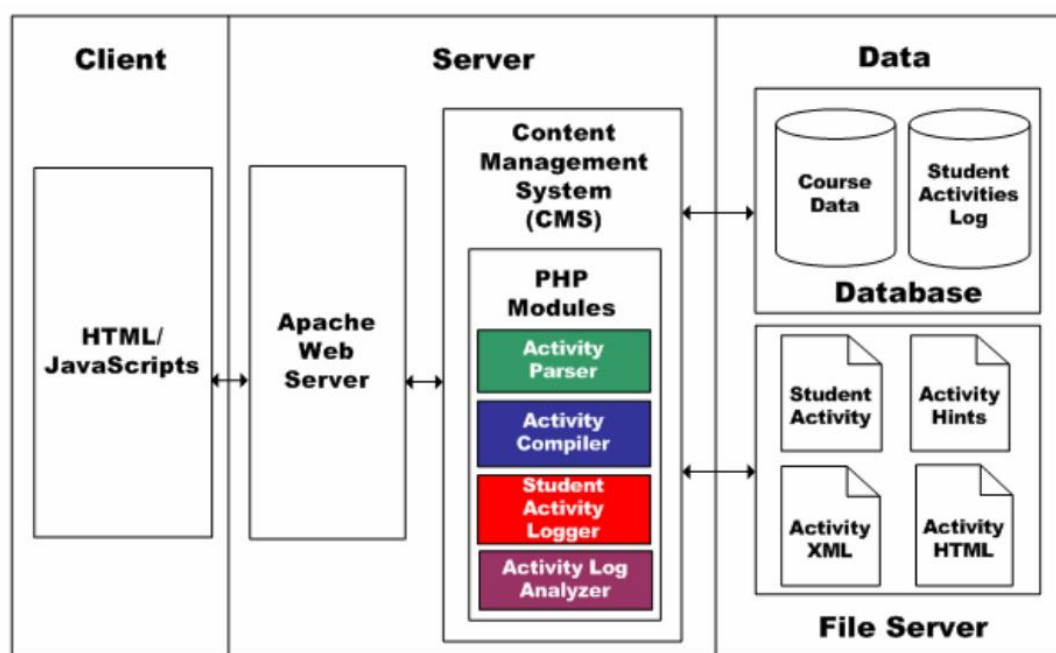 Client
HTML/
JavaScripts
Server
Apache
Web
Server
Content
Management
System
(CMS)
PHP
Modules
Activity
Parser
Activity
Compiler
Student
Activity
Logger
Activity Log
Analyzer
Data
Course
Data
Student
Activities
Log
Database
Student
Activity
Activity
Hints
Activity
XML
Activity
HTML
File Server